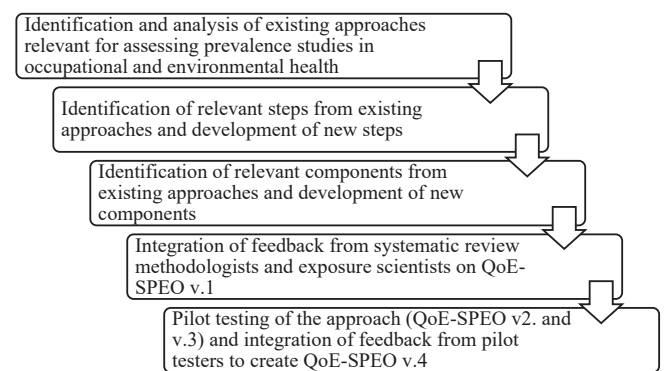 Identification and analysis of existing approaches
relevant for assessing prevalence studies in
occupational and environmental health
Identification of relevant steps from existing
approaches and development of new steps
Identification of relevant components from
existing approaches and development of new
components
Integration of feedback from systematic review
methodologists and exposure scientists on QoE-
SPEO v.1
Pilot testing of the approach (QoE-SPEO v2. and
v.3) and integration of feedback from pilot
testers to create QoE-SPEO v.4